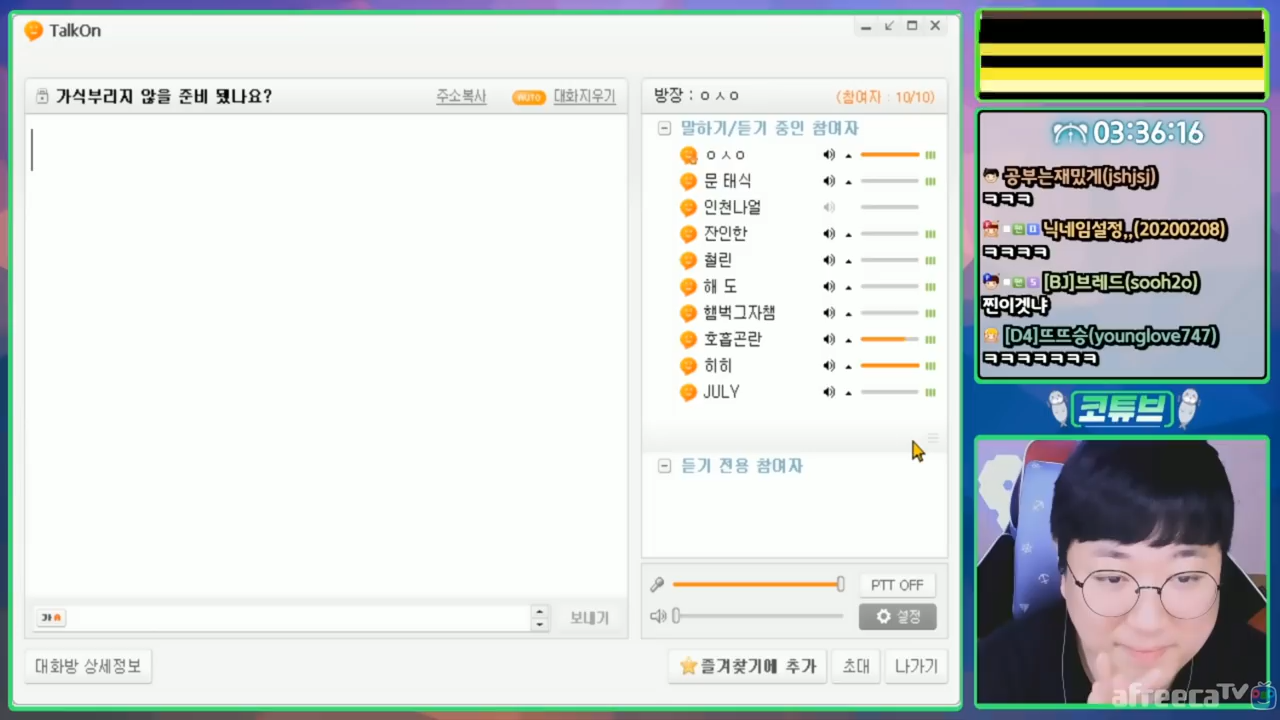 TalkOn
가식부리지 않을 준비 됐나요?
주소복사
AUTO
대화지우기
방장 : ㅇㅅㅇ
(참여자 : 10/10)
말하기/듣기 중인 참여자
ㅇㅅㅇ
문 태식
인천나얼
잔인한
철린
해 도
햄벅그자챔
호흡곤란
히히
JULY
듣기 전용 참여자
PTT OFF
설정
가
보내기
대화방 상세정보
즐겨찾기에 추가
초대
나가기
03:36:16
공부는재밌게(jshjsj)
ㅋㅋㅋ
닉네임설정,,(20200208)
ㅋㅋㅋㅋ
[BJ]브레드(sooh2o)
찐이겟냐
[D4]뜨뜨승(younglove747)
ㅋㅋㅋㅋㅋㅋㅋ
코튜브
afreecaTV